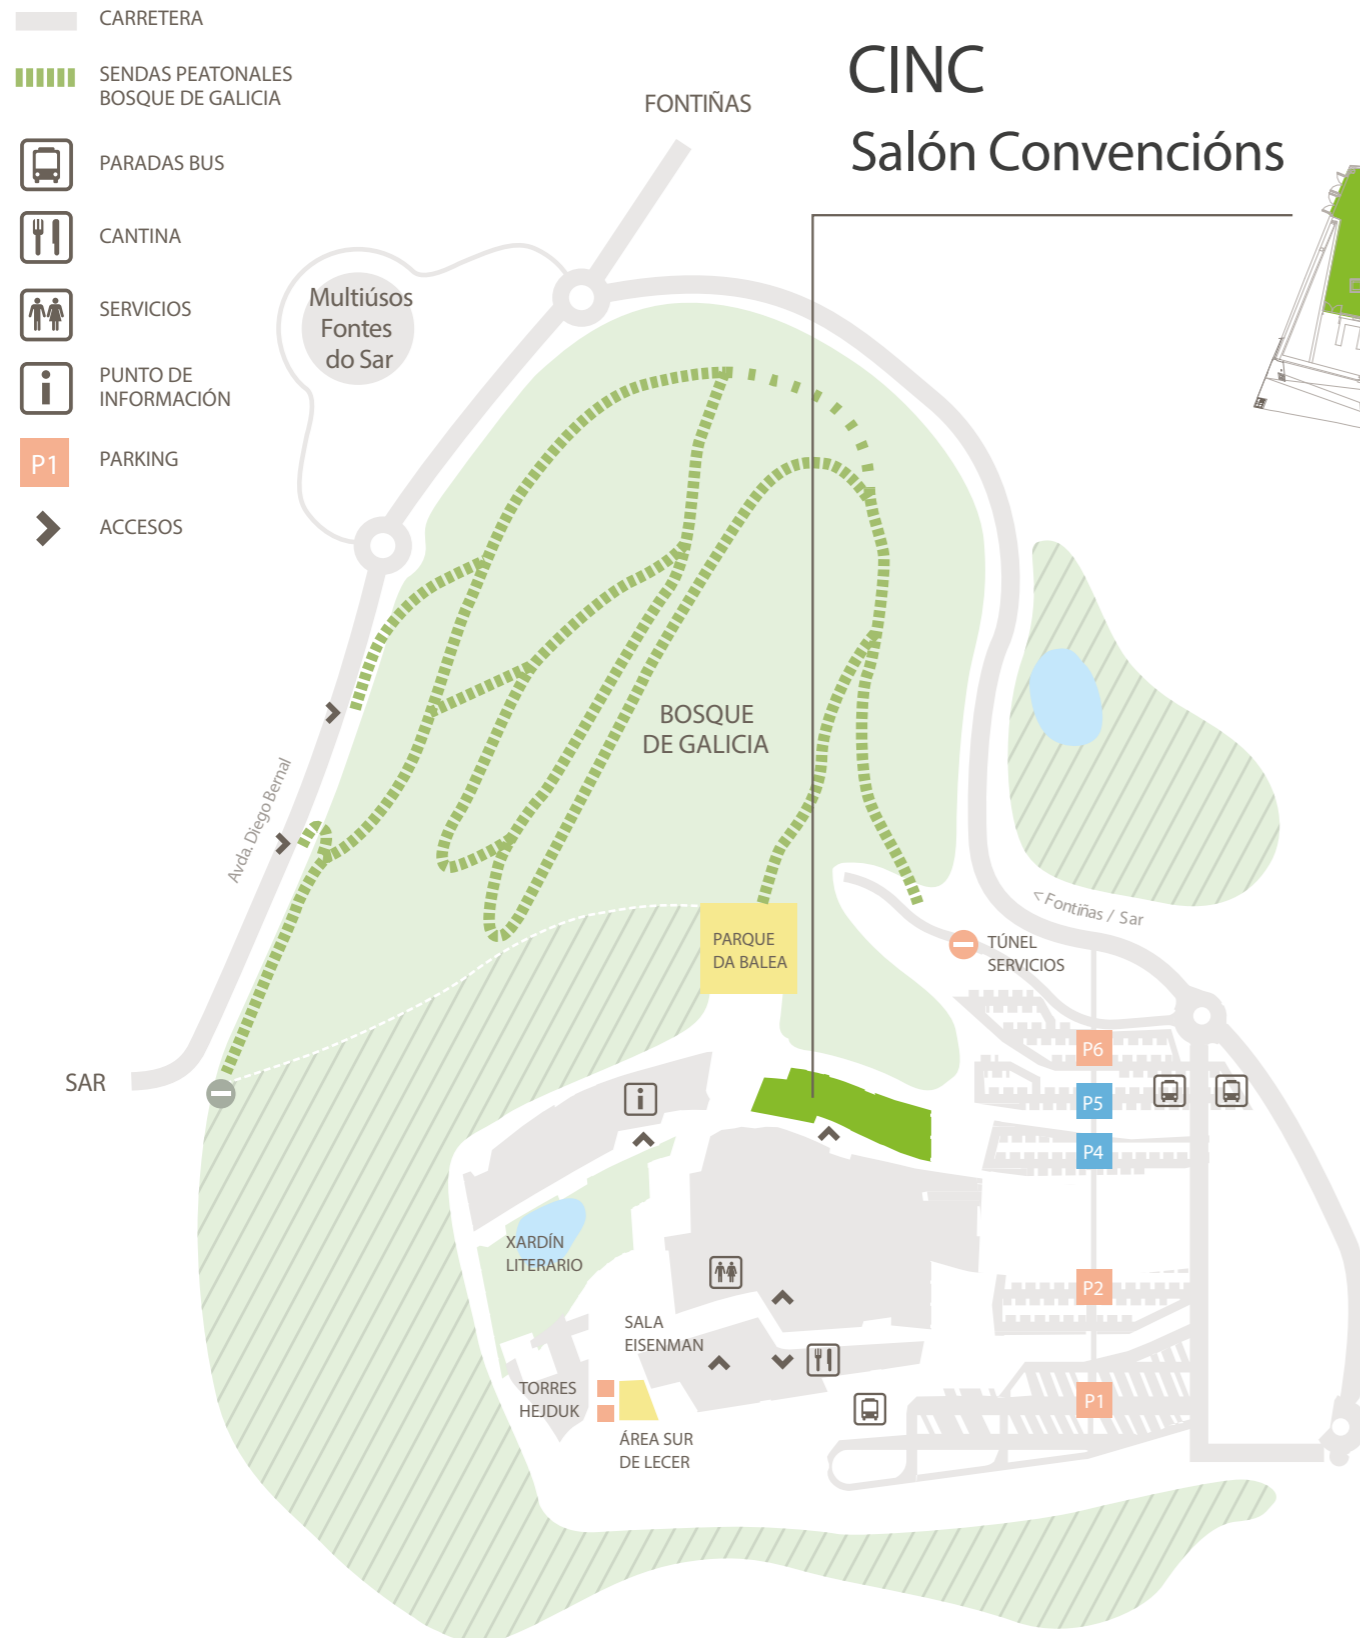 CARRETERA
SENDAS PEATONALES
BOSQUE DE GALICIA
PARADAS BUS
CANTINA
SERVICIOS
PUNTO DE
INFORMACIÓN
P1
PARKING
ACCESOS
CINC
Salón Convencións
FONTIÑAS
Multiúsos
Fontes
do Sar
BOSQUE
DE GALICIA
Avda. Diego Bernal
< Fontiñas / Sar
PARQUE
DA BALEA
TÚNEL
SERVICIOS
SAR
P6
P5
P4
XARDÍN
LITERARIO
P2
SALA
EISENMAN
TORRES
HEJDUK
P1
ÁREA SUR
DE LECER